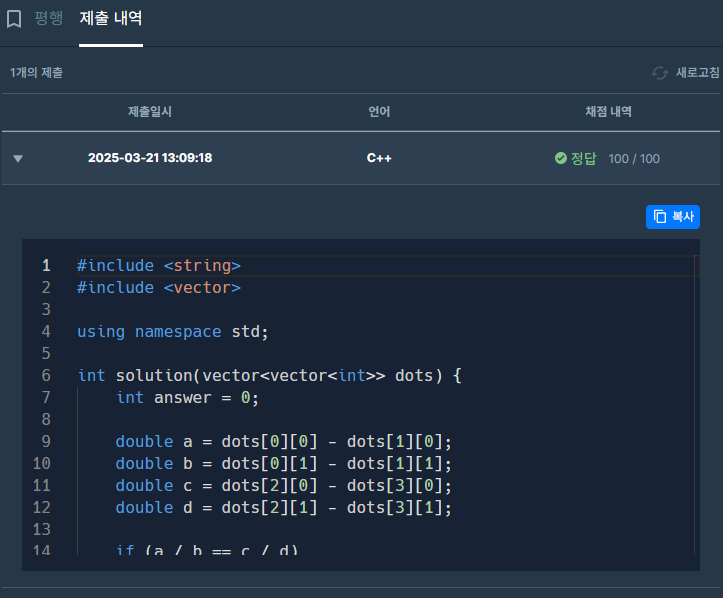 평행 제출 내역
1개의 제출 새로고침
제출일시 언어 채점 내역
2025-03-21 13:09:18 C++ 정답 100 / 100
복사
1 #include <string>
2 #include <vector>
3
4 using namespace std;
5
6 int solution(vector<vector<int>> dots) {
7     int answer = 0;
8
9     double a = dots[0][0] - dots[1][0];
10     double b = dots[0][1] - dots[1][1];
11     double c = dots[2][0] - dots[3][0];
12     double d = dots[2][1] - dots[3][1];
13
14     if (a / b == c / d)